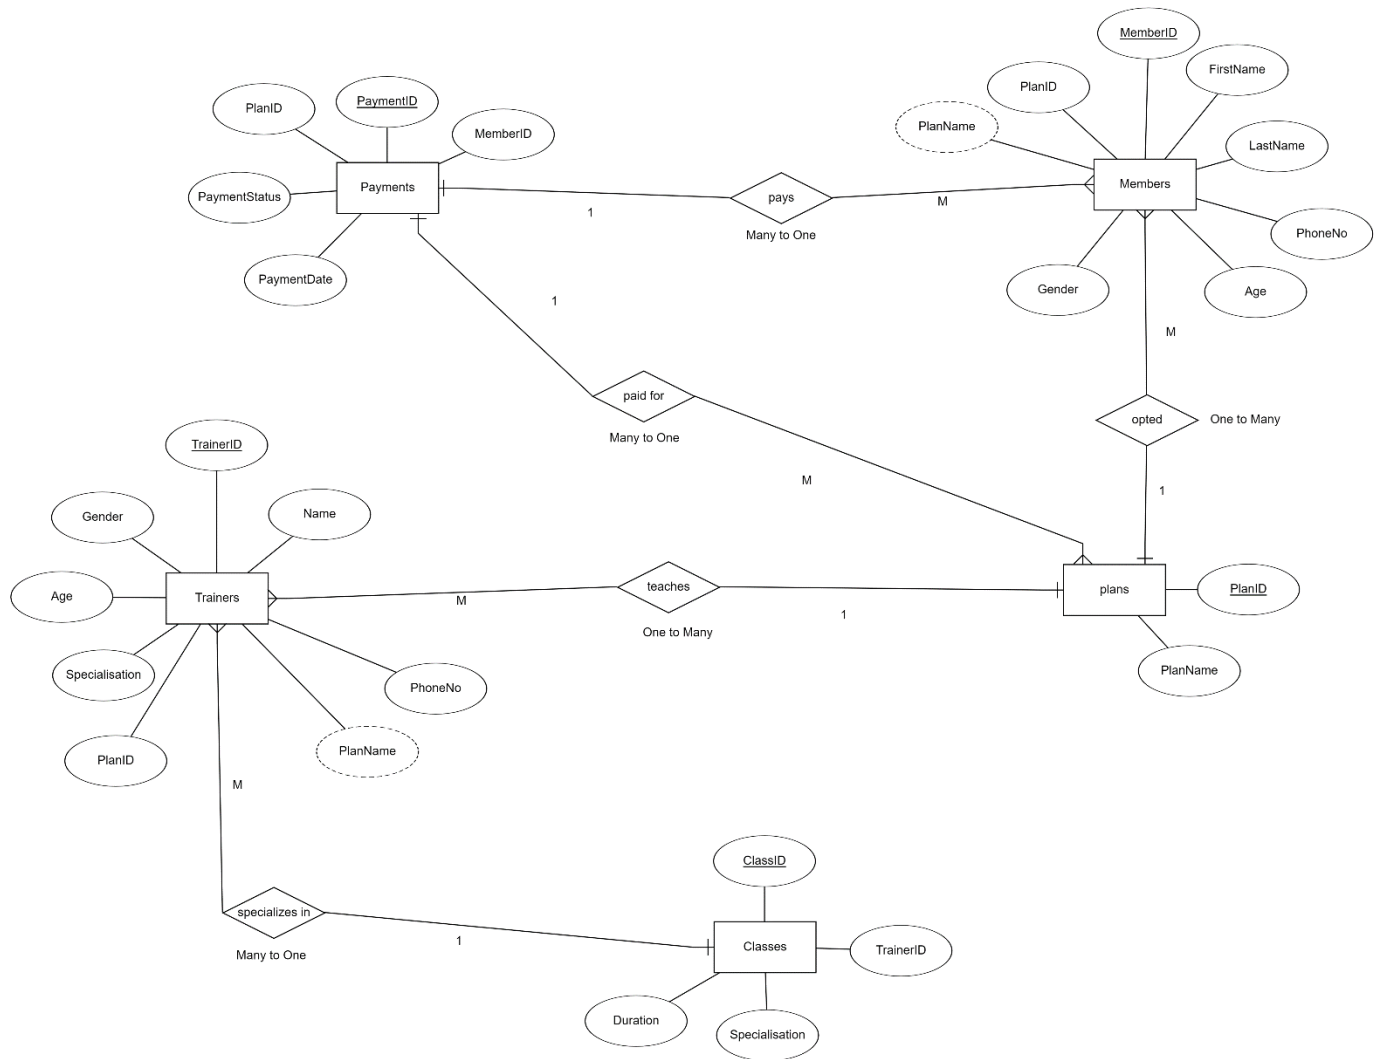 MemberID
FirstName
PlanID
PaymentID
PlanID
PlanName
MemberID
LastName
Payments
Members
PaymentStatus
pays
1
M
Many to One
PhoneNo
PaymentDate
Gender
Age
1
M
paid for
opted
One to Many
Many to One
TrainerID
M
1
Gender
Name
teaches
plans
PlanID
Age
Trainers
M
1
One to Many
Specialisation
PhoneNo
PlanName
PlanID
PlanName
M
ClassID
specializes in
1
Classes
TrainerID
Many to One
Duration
Specialisation